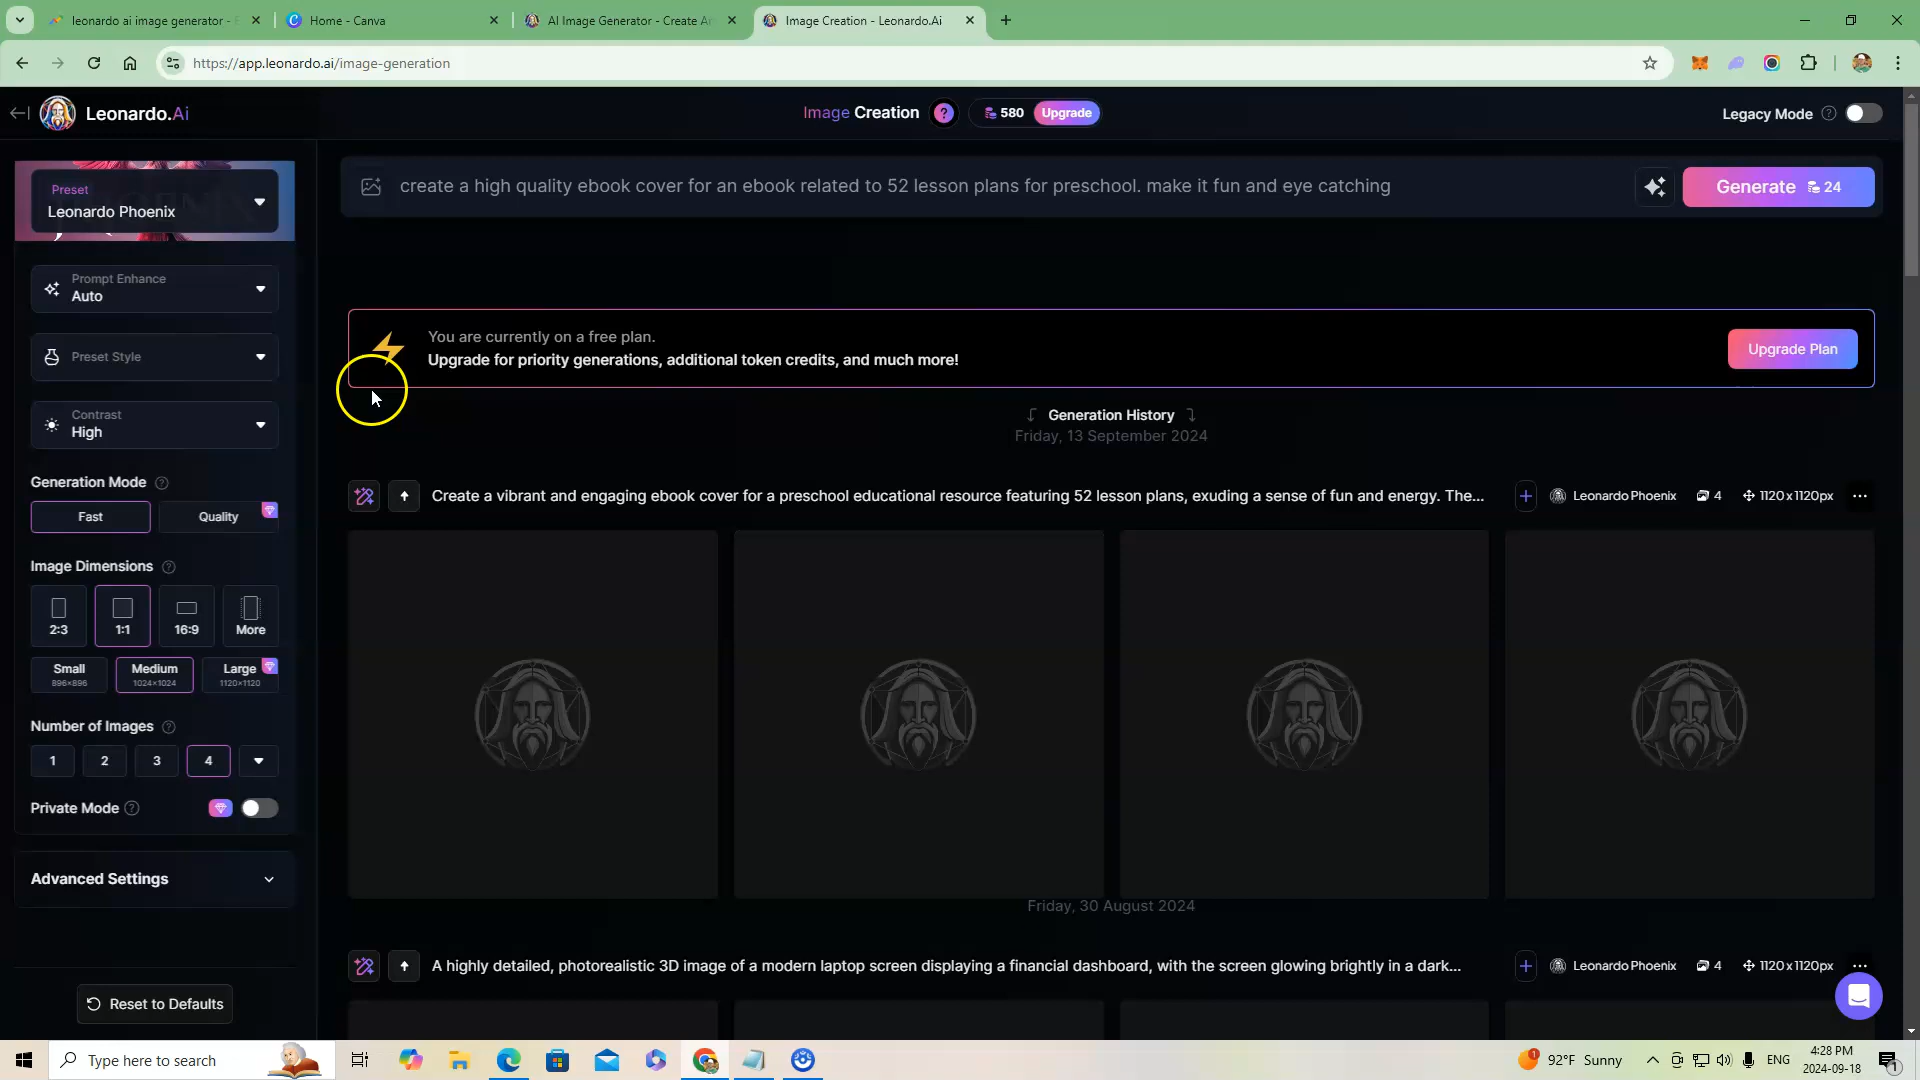 leonardo ai image generator -
Home - Canva
AI Image Generator - Create Ar
Image Creation - Leonardo.Ai
https://app.leonardo.ai/image-generation
Leonardo.Ai
Image Creation
?
580
Upgrade
Legacy Mode ?
Preset
Leonardo Phoenix
create a high quality ebook cover for an ebook related to 52 lesson plans for preschool. make it fun and eye catching
Generate 24
Prompt Enhance
Auto
Preset Style
Contrast
High
Generation Mode ?
Fast
Quality
Image Dimensions ?
2:3
1:1
16:9
More
Small
896×896
Medium
1024×1024
Large
1120×1120
Number of Images ?
1
2
3
4
Private Mode ?
Advanced Settings
Reset to Defaults
You are currently on a free plan.
Upgrade for priority generations, additional token credits, and much more!
Upgrade Plan
Generation History
Friday, 13 September 2024
Create a vibrant and engaging ebook cover for a preschool educational resource featuring 52 lesson plans, exuding a sense of fun and energy. The...
Leonardo Phoenix
4
1120x1120px
Friday, 30 August 2024
A highly detailed, photorealistic 3D image of a modern laptop screen displaying a financial dashboard, with the screen glowing brightly in a dark...
Leonardo Phoenix
4
1120x1120px
Type here to search
92°F Sunny
ENG
4:28 PM
2024-09-18